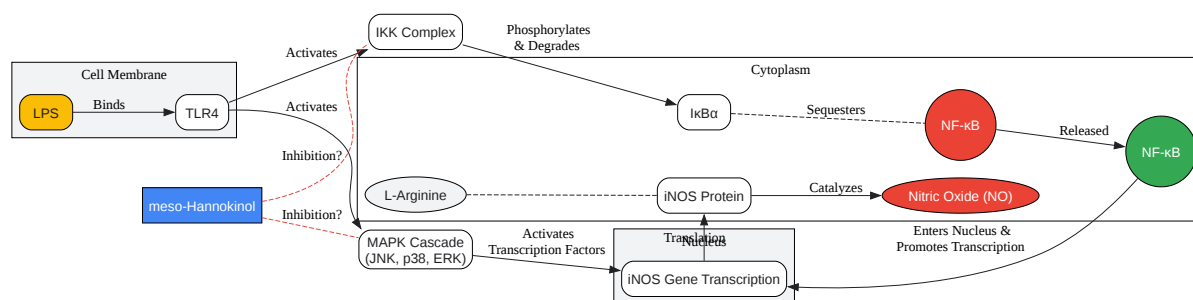 IKK Complex
Phosphorylates
& Degrades
Activates
Cell Membrane
Cytoplasm
LPS
Binds
TLR4
Activates
IκBα
Sequesters
NF-κB
Released
NF-κB
Inhibition?
meso-Hannokinol
L-Arginine
iNOS Protein
Catalyzes
Nitric Oxide (NO)
Inhibition?
MAPK Cascade
(JNK, p38, ERK)
Activates
Transcription Factors
Translation
Nucleus
Enters Nucleus &
Promotes Transcription
iNOS Gene Transcription